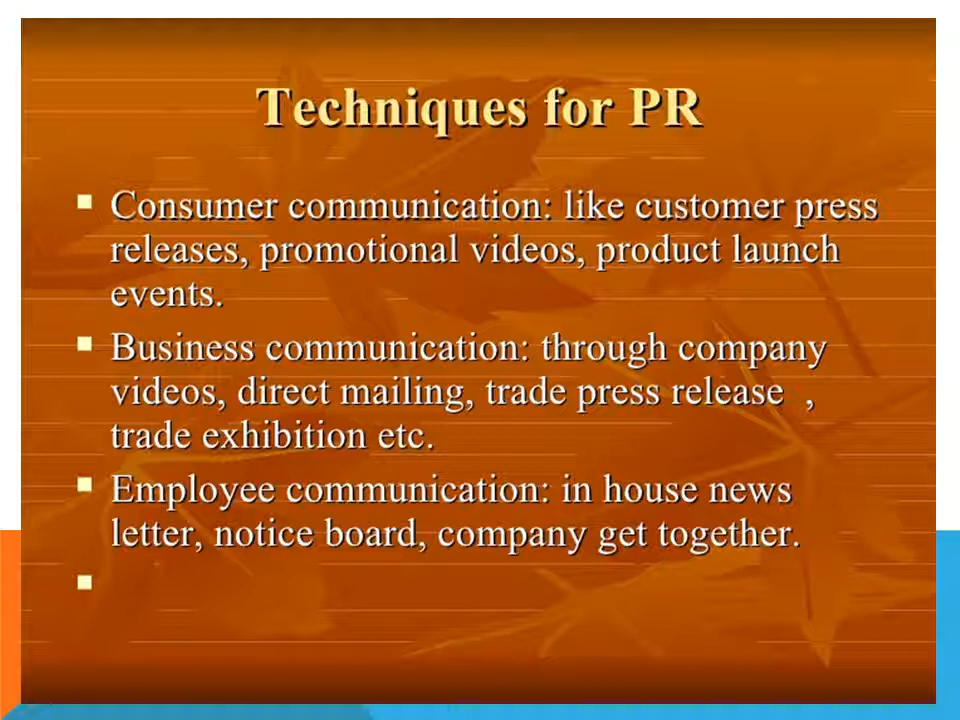 Techniques for PR
Consumer communication: like customer press
releases, promotional videos, product launch
events.
Business communication: through company
videos, direct mailing, trade press release  ,
trade exhibition etc.
Employee communication: in house news
letter, notice board, company get together.